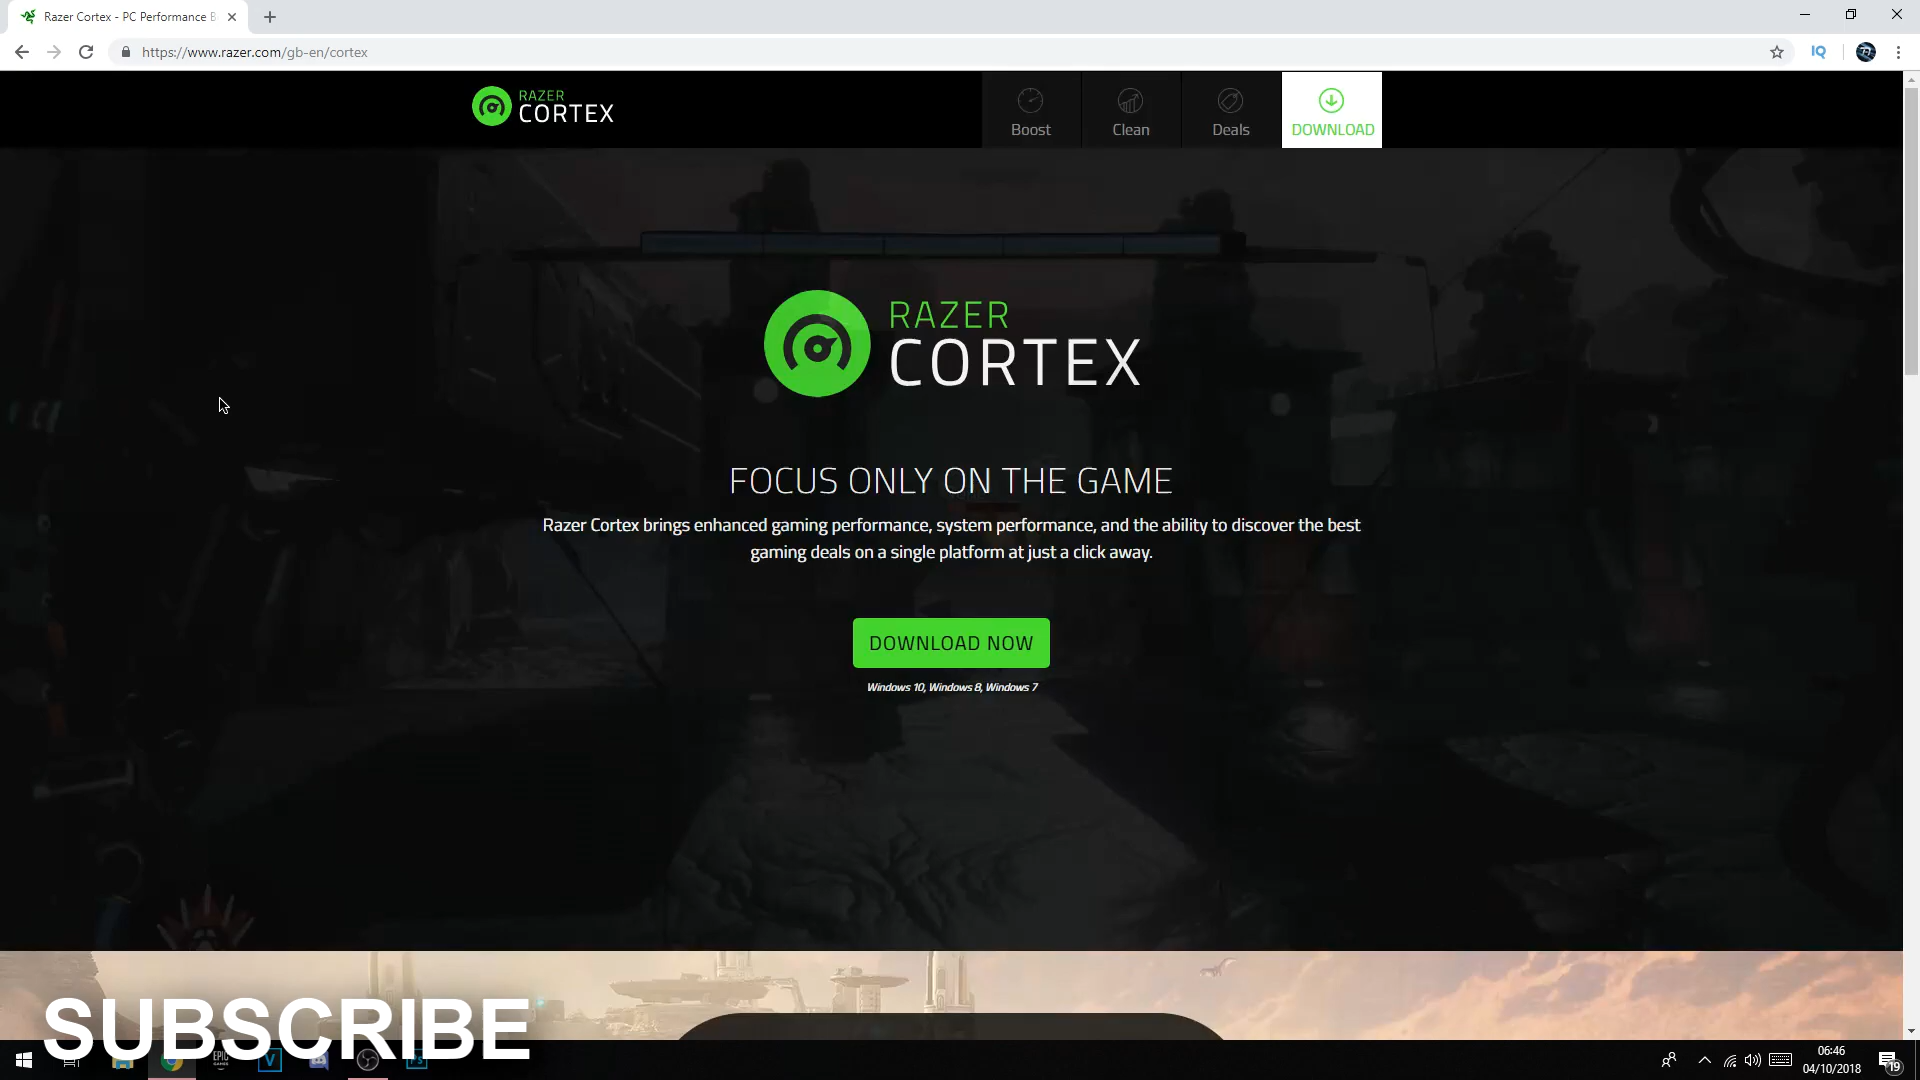 Razer Cortex - PC Performance B
https://www.razer.com/gb-en/cortex
IQ
RAZER
CORTEX
Boost
Clean
Deals
DOWNLOAD
RAZER
CORTEX
FOCUS ONLY ON THE GAME
Razer Cortex brings enhanced gaming performance, system performance, and the ability to discover the best
gaming deals on a single platform at just a click away.
DOWNLOAD NOW
Windows 10, Windows 8, Windows 7
SUBSCRIBE
EPIC
V
06:46
04/10/2018
19